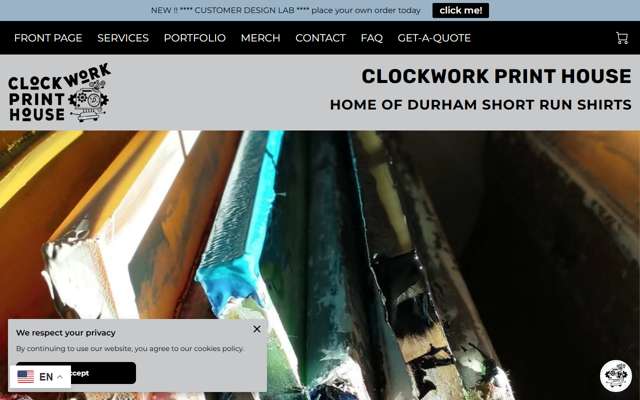 NEW !! **** CUSTOMER DESIGN LAB **** place your own order today click me!
FRONT PAGE SERVICES PORTFOLIO MERCH CONTACT FAQ GET-A-QUOTE
CLOCKWORK
PRINT
HOUSE
CLOCKWORK PRINT HOUSE
HOME OF DURHAM SHORT RUN SHIRTS
We respect your privacy
By continuing to use our website, you agree to our cookies policy.
EN